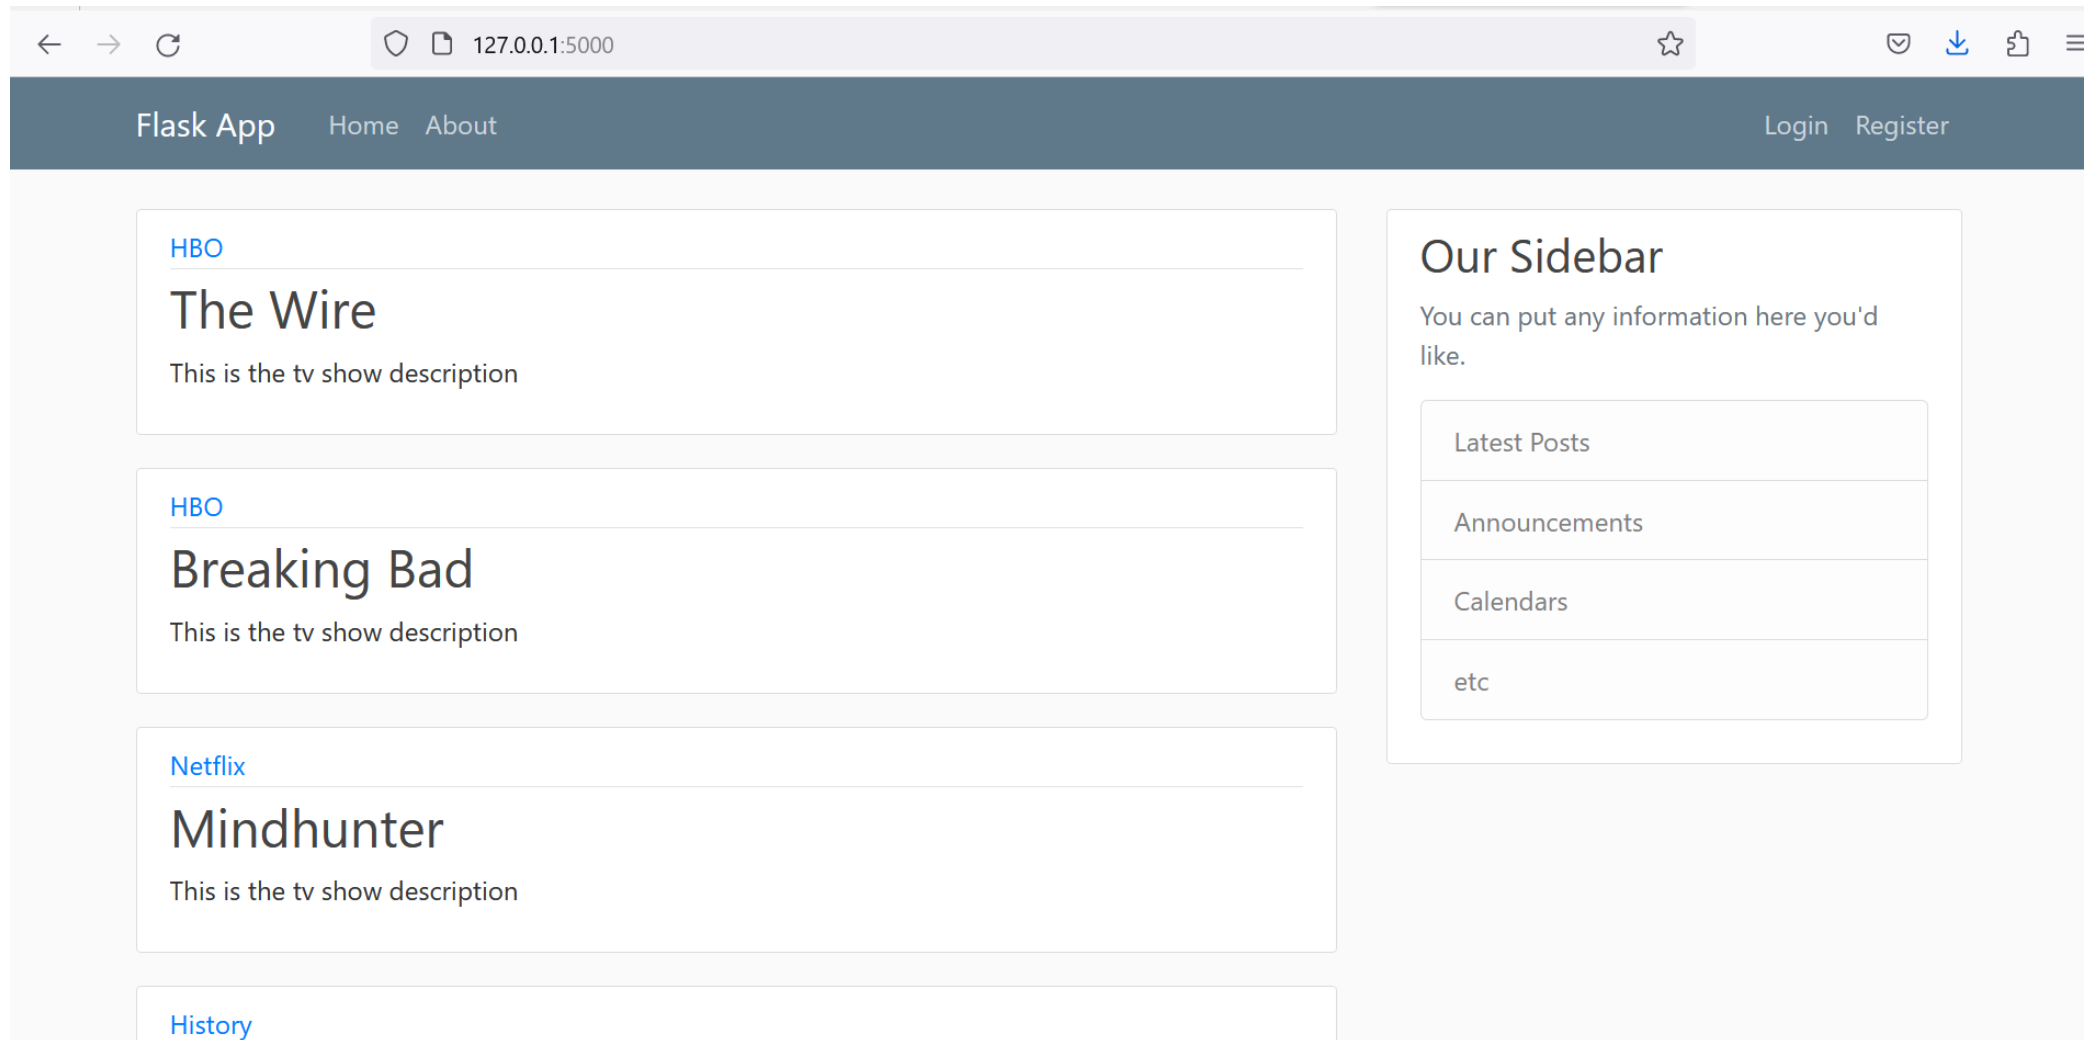 127.0.0.1:5000
Flask App Home About Login Register
HBO
The Wire
This is the tv show description
HBO
Breaking Bad
This is the tv show description
Netflix
Mindhunter
This is the tv show description
History
Our Sidebar
You can put any information here you'd
like.
Latest Posts
Announcements
Calendars
etc